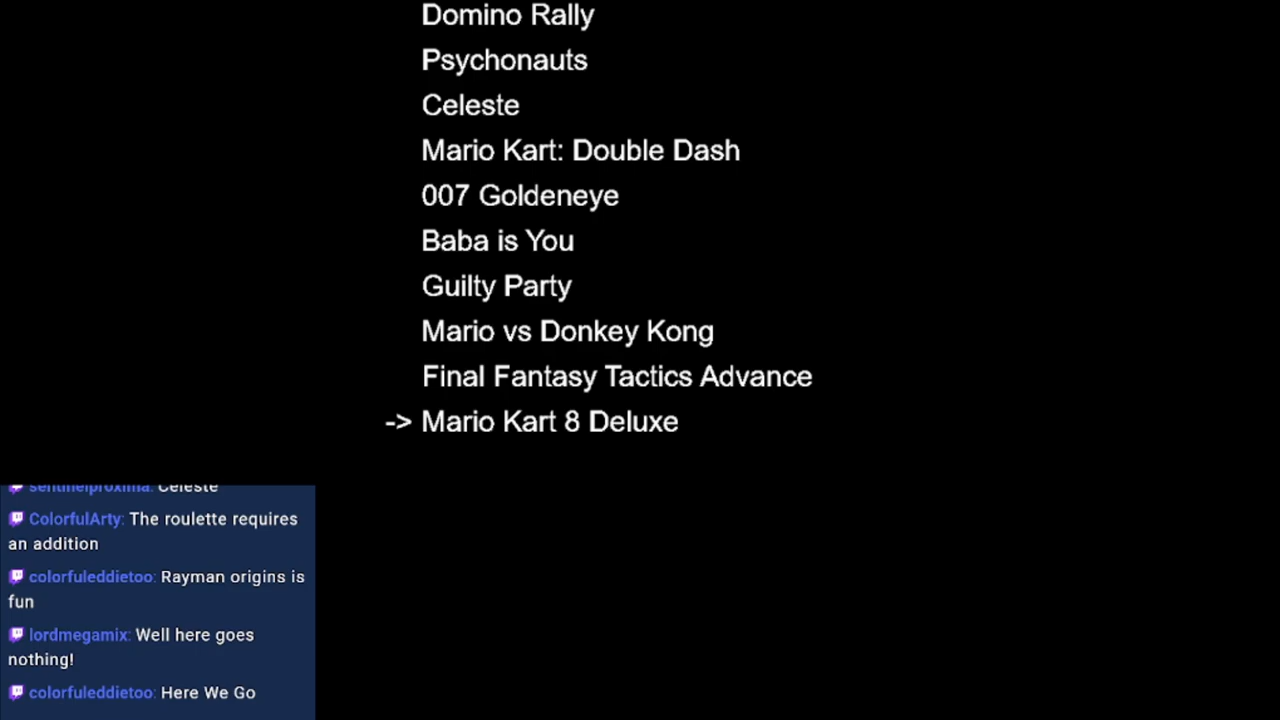 Domino Rally
Psychonauts
Celeste
Mario Kart: Double Dash
007 Goldeneye
Baba is You
Guilty Party
Mario vs Donkey Kong
Final Fantasy Tactics Advance
-> Mario Kart 8 Deluxe
sentinelproxima: Celeste
ColorfulArty: The roulette requires
an addition
colorfuleddietoo: Rayman origins is
fun
lordmegamix: Well here goes
nothing!
colorfuleddietoo: Here We Go